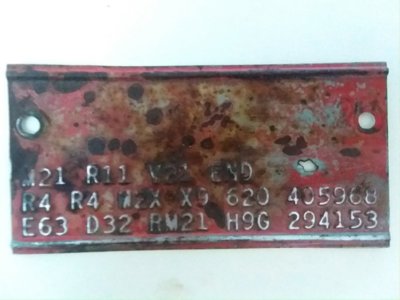 M21 R11 V21 END
R4 R4 M2X X9 620 405968
E63 D32 RM21 H9G 294153